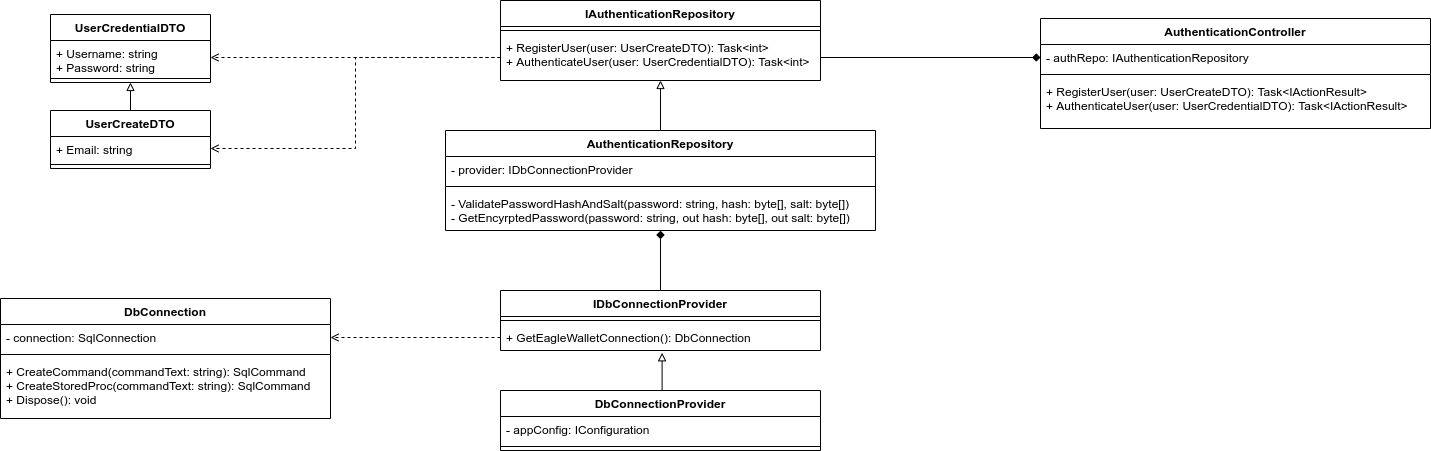 UserCredentialDTO
+ Username: string
+ Password: string
UserCreateDTO
+ Email: string
IAuthenticationRepository
+ RegisterUser(user: UserCreateDTO): Task<int>
+ AuthenticateUser(user: UserCredentialDTO): Task<int>
AuthenticationController
- authRepo: IAuthenticationRepository
+ RegisterUser(user: UserCreateDTO): Task<IActionResult>
+ AuthenticateUser(user: UserCredentialDTO): Task<IActionResult>
AuthenticationRepository
- provider: IDbConnectionProvider
- ValidatePasswordHashAndSalt(password: string, hash: byte[], salt: byte[])
- GetEncyrptedPassword(password: string, out hash: byte[], out salt: byte[])
DbConnection
- connection: SqlConnection
+ CreateCommand(commandText: string): SqlCommand
+ CreateStoredProc(commandText: string): SqlCommand
+ Dispose(): void
IDbConnectionProvider
+ GetEagleWalletConnection(): DbConnection
DbConnectionProvider
- appConfig: IConfiguration